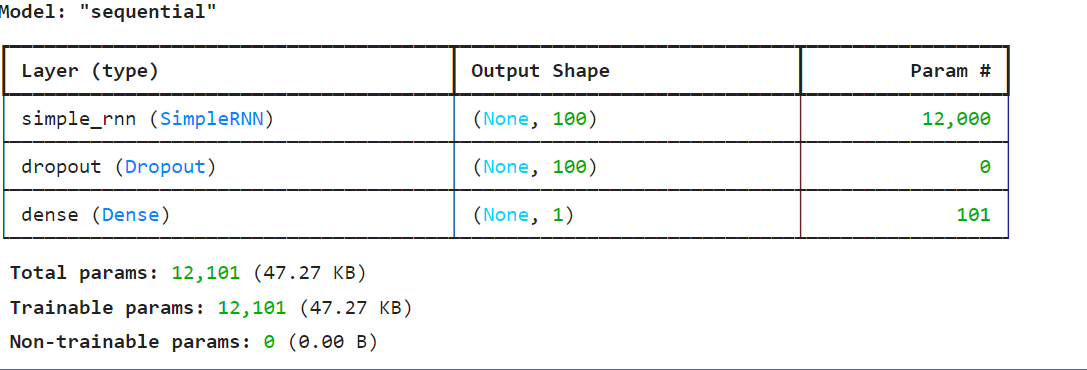 Model: "sequential"
Layer (type) Output Shape Param #
simple_rnn (SimpleRNN) (None, 100) 12,000
dropout (Dropout) (None, 100) 0
dense (Dense) (None, 1) 101
Total params: 12,101 (47.27 KB)
Trainable params: 12,101 (47.27 KB)
Non-trainable params: 0 (0.00 B)